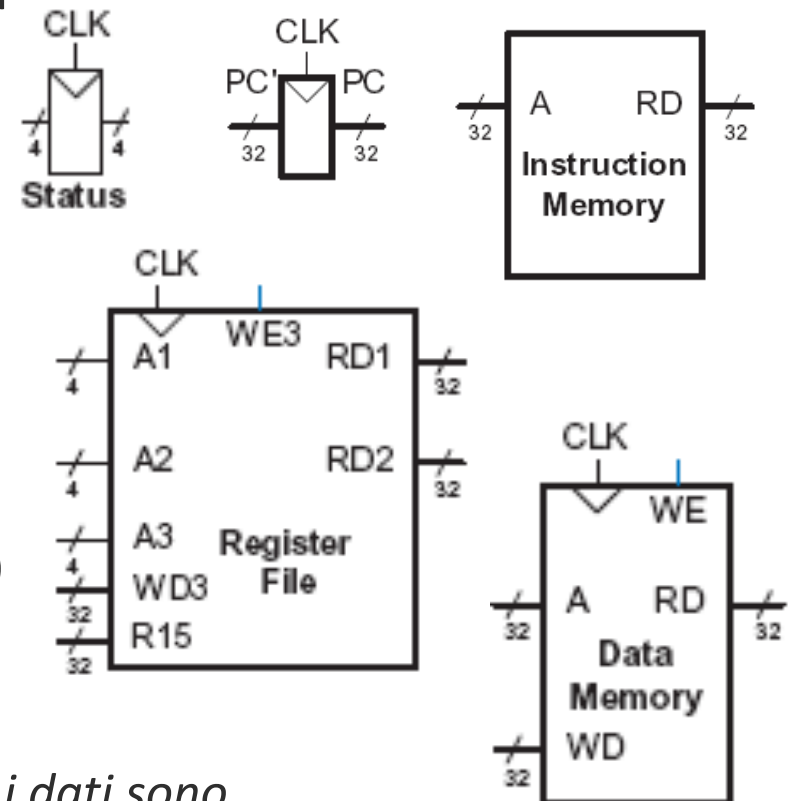 CLK
4
4
Status
CLK
PC'
PC
32
32
A
RD
32
32
Instruction
Memory
CLK
WE3
A1
RD1
4
32
A2
RD2
4
32
A3
4
Register
File
WD3
32
R15
32
CLK
WE
A
RD
32
32
Data
Memory
WD
32
i dati sono